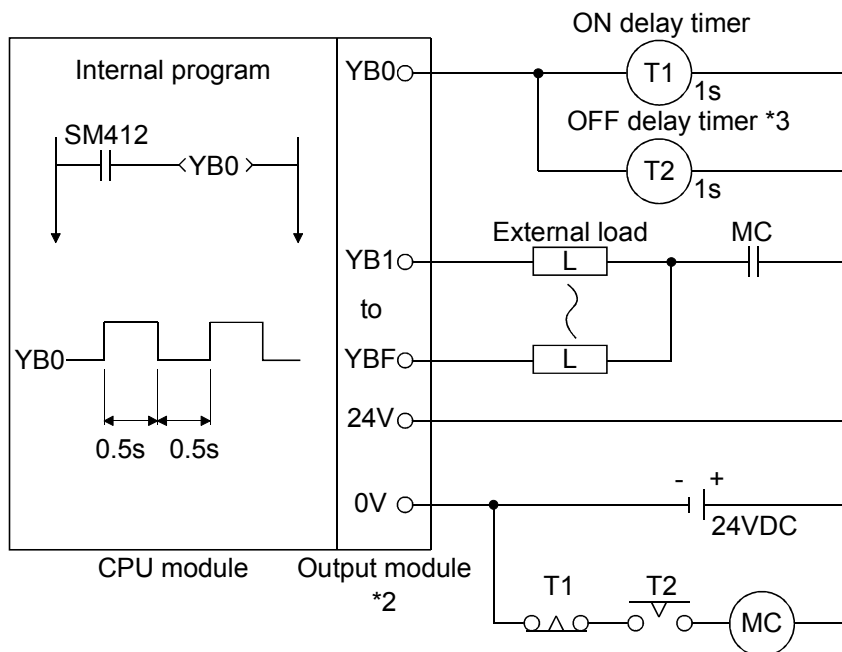 ON delay timer
Internal program
YB0
T1
1s
SM412
OFF delay timer *3
YB0
T2
1s
External load
MC
YB1
L
to
YB0
YBF
L
24V
0.5s
0.5s
0V
- +
24VDC
CPU module
Output module
*2
T1
T2
MC